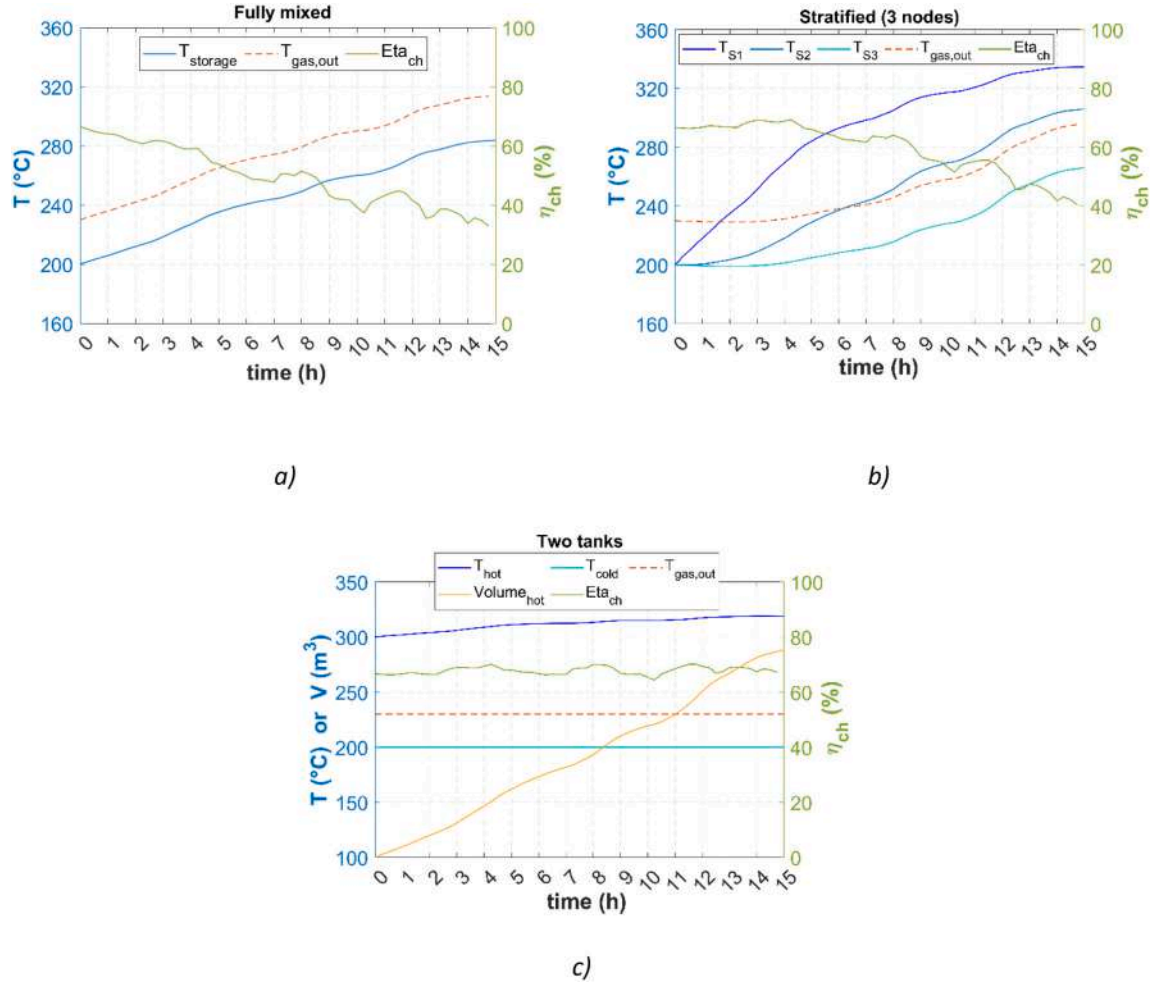 Fully mixed
T_storage T_gas,out Eta_ch
360
320
280
240
200
160
T (°C)
100
80
60
40
20
0
η_ch (%)
0 1 2 3 4 5 6 7 8 9 10 11 12 13 14 15
time (h)
a)
Stratified (3 nodes)
T_S1 T_S2 T_S3 T_gas,out Eta_ch
360
320
280
240
200
160
T (°C)
100
80
60
40
20
0
η_ch (%)
0 1 2 3 4 5 6 7 8 9 10 11 12 13 14 15
time (h)
b)
Two tanks
T_hot T_cold T_gas,out
Volume_hot Eta_ch
350
300
250
200
150
100
T (°C) or V (m³)
100
80
60
40
20
0
η_ch (%)
0 1 2 3 4 5 6 7 8 9 10 11 12 13 14 15
time (h)
c)